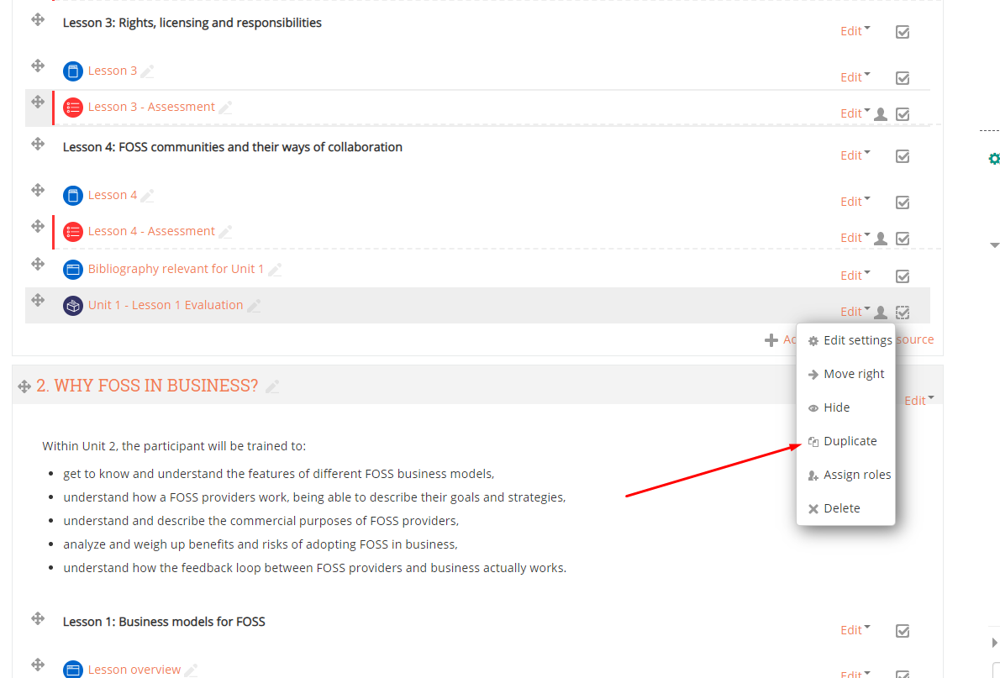 Lesson 3: Rights, licensing and responsibilities
Edit
Lesson 3
Edit
Lesson 3 - Assessment
Edit
Lesson 4: FOSS communities and their ways of collaboration
Edit
Lesson 4
Edit
Lesson 4 - Assessment
Edit
Bibliography relevant for Unit 1
Edit
Unit 1 - Lesson 1 Evaluation
Edit
source
Edit settings
Move right
Hide
Duplicate
Assign roles
Delete
2. WHY FOSS IN BUSINESS?
Edit
Within Unit 2, the participant will be trained to:
get to know and understand the features of different FOSS business models,
understand how a FOSS providers work, being able to describe their goals and strategies,
understand and describe the commercial purposes of FOSS providers,
analyze and weigh up benefits and risks of adopting FOSS in business,
understand how the feedback loop between FOSS providers and business actually works.
Lesson 1: Business models for FOSS
Edit
Lesson overview
Edit